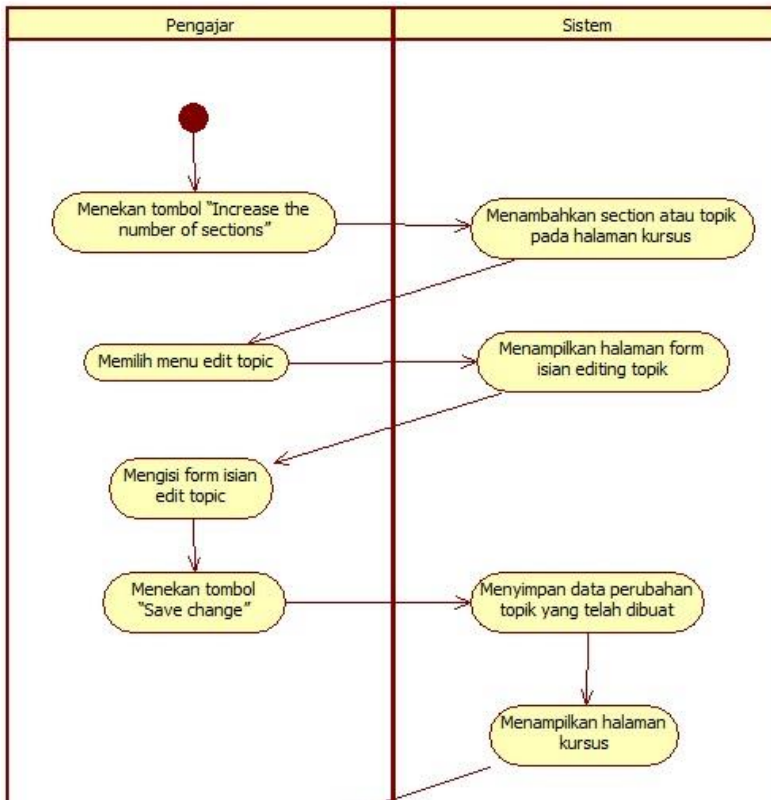 Pengajar
Sistem
Menekan tombol "Increase the
number of sections"
Menambahkan section atau topik
pada halaman kursus
Memilih menu edit topic
Menampilkan halaman form
isian editing topik
Mengisi form isian
edit topic
Menekan tombol
"Save change"
Menyimpan data perubahan
topik yang telah dibuat
Menampilkan halaman
kursus